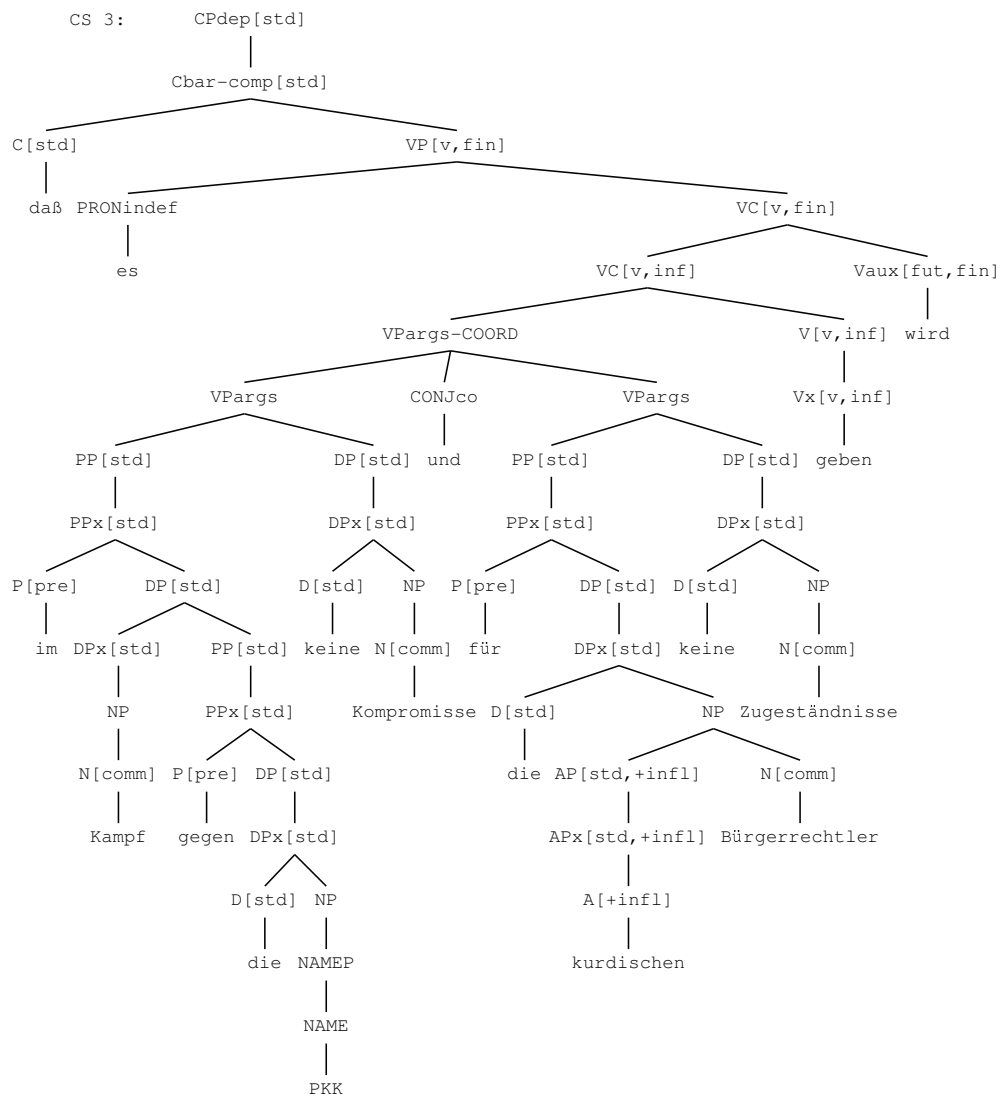 CS 3: CPdep[std]
Cbar-comp[std]
C[std] VP[v,fin]
daß PRONindef VC[v,fin]
es VC[v,inf] Vaux[fut,fin]
VPargs-COORD V[v,inf] wird
VPargs CONJco VPargs Vx[v,inf]
PP[std] DP[std] und PP[std] DP[std] geben
PPx[std] DPx[std] PPx[std] DPx[std]
P[pre] DP[std] D[std] NP P[pre] DP[std] D[std] NP
im DPx[std] PP[std] keine N[comm] für DPx[std] keine N[comm]
NP PPx[std] Kompromisse D[std] NP Zugeständnisse
N[comm] P[pre] DP[std] die AP[std,+infl] N[comm]
Kampf gegen DPx[std] APx[std,+infl] Bürgerrechtler
D[std] NP A[+infl]
die NAMEP kurdischen
NAME
PKK